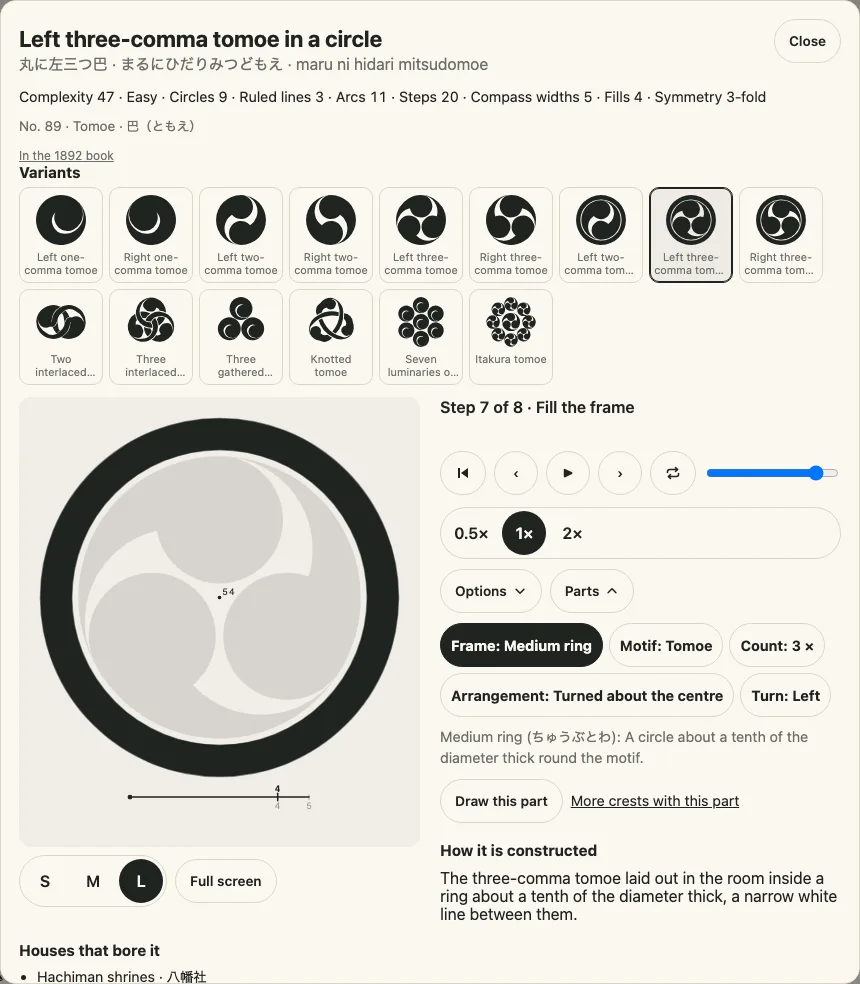 Left three-comma tomoe in a circle
Close
丸に左三つ巴 · まるにひだりみつどもえ · maru ni hidari mitsudomoe
Complexity 47 · Easy · Circles 9 · Ruled lines 3 · Arcs 11 · Steps 20 · Compass widths 5 · Fills 4 · Symmetry 3-fold
No. 89 · Tomoe · 巴（ともえ）
In the 1892 book
Variants
Left one-
comma tomoe
Right one-
comma tomoe
Left two-
comma tomoe
Right two-
comma tomoe
Left three-
comma tomoe
Right three-
comma tomoe
Left two-
comma tom...
Left three-
comma tom...
Right three-
comma tom...
Two
interlaced...
Three
interlaced...
Three
gathered...
Knotted
tomoe
Seven
luminaries o...
Itakura tomoe
54
4
4
5
S M L
Full screen
Step 7 of 8 · Fill the frame
0.5× 1× 2×
Options
Parts
Frame: Medium ring
Motif: Tomoe
Count: 3 ×
Arrangement: Turned about the centre
Turn: Left
Medium ring (ちゅうぶとわ): A circle about a tenth of the
diameter thick round the motif.
Draw this part
More crests with this part
How it is constructed
The three-comma tomoe laid out in the room inside a
ring about a tenth of the diameter thick, a narrow white
line between them.
Houses that bore it
• Hachiman shrines · 八幡社